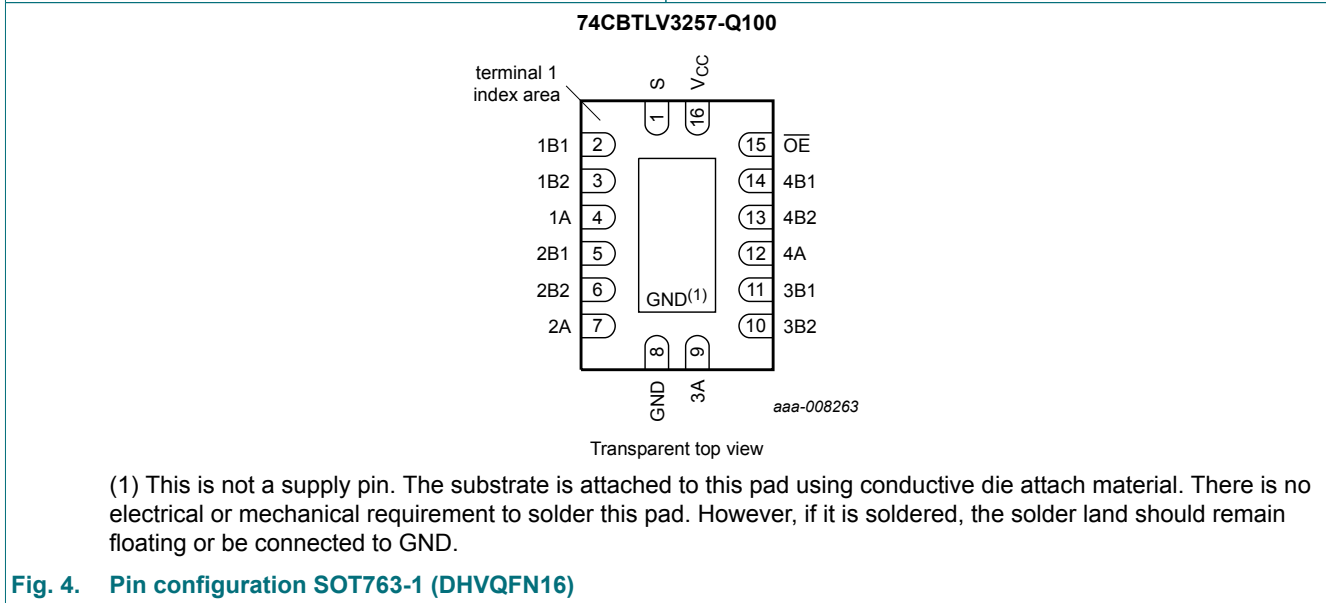 74CBTLV3257-Q100
terminal 1
index area
S
VCC
1
16
1B1 2
15 OE
1B2 3
14 4B1
1A 4
13 4B2
2B1 5
12 4A
2B2 6
GND(1)
11 3B1
2A 7
10 3B2
8
9
GND
3A
aaa-008263
Transparent top view
(1) This is not a supply pin. The substrate is attached to this pad using conductive die attach material. There is no
electrical or mechanical requirement to solder this pad. However, if it is soldered, the solder land should remain
floating or be connected to GND.
Fig. 4. Pin configuration SOT763-1 (DHVQFN16)